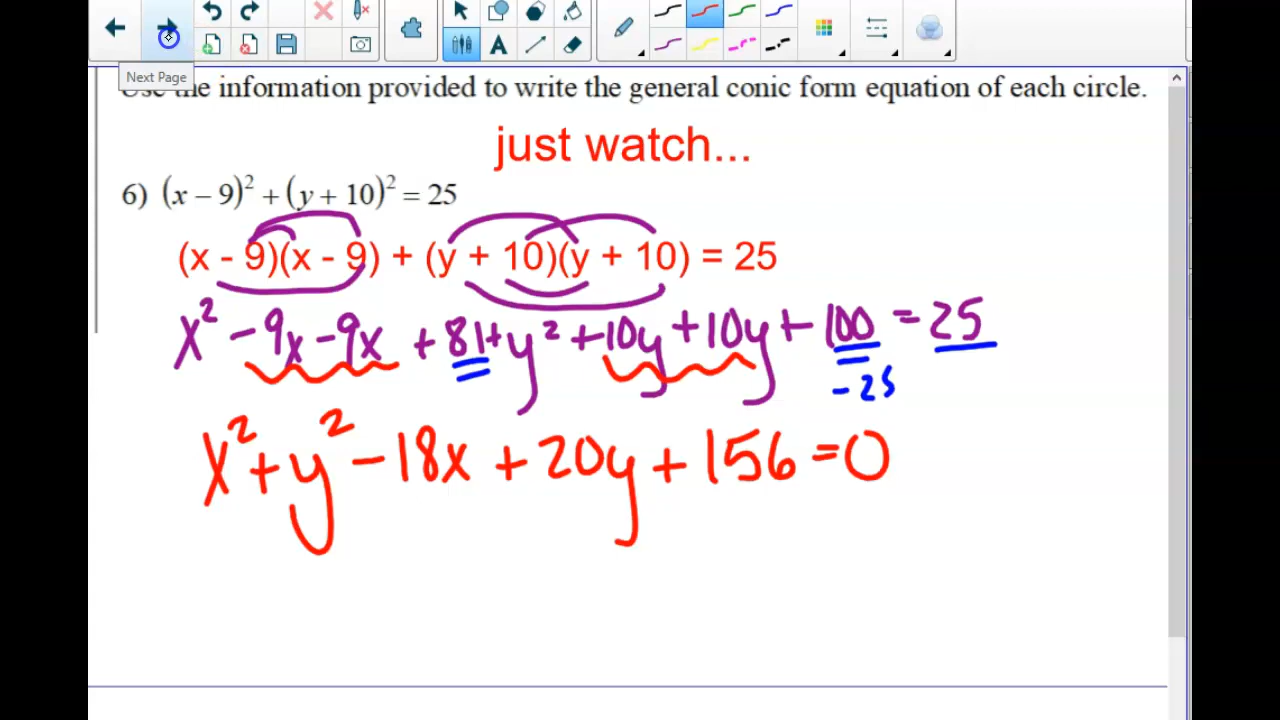 Next Page
Use the information provided to write the general conic form equation of each circle.
just watch...
6) (x – 9)² + (y + 10)² = 25
(x - 9)(x - 9) + (y + 10)(y + 10) = 25
x² - 9x - 9x + 81 + y² + 10y + 10y + 100 = 25
- 25
x² + y² - 18x + 20y + 156 = 0